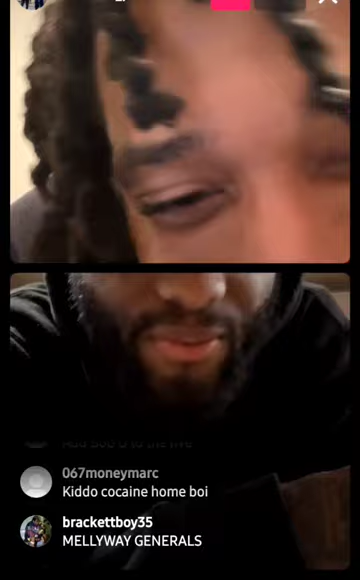 067moneymarc
Kiddo cocaine home boi
brackettboy35
MELLYWAY GENERALS